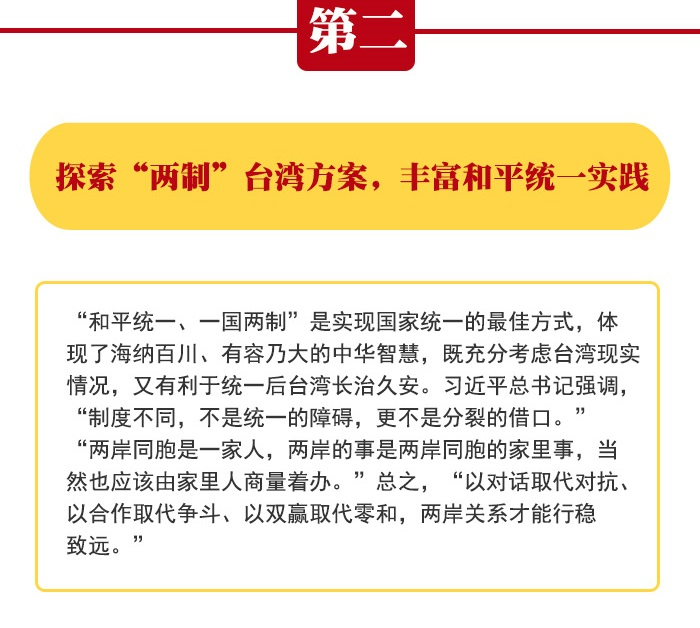 第二
探索“两制”台湾方案，丰富和平统一实践
“和平统一、一国两制”是实现国家统一的最佳方式，体
现了海纳百川、有容乃大的中华智慧，既充分考虑台湾现实
情况，又有利于统一后台湾长治久安。习近平总书记强调，
“制度不同，不是统一的障碍，更不是分裂的借口。”
“两岸同胞是一家人，两岸的事是两岸同胞的家里事，当
然也应该由家里人商量着办。”总之，“以对话取代对抗、
以合作取代争斗、以双赢取代零和，两岸关系才能行稳
致远。”